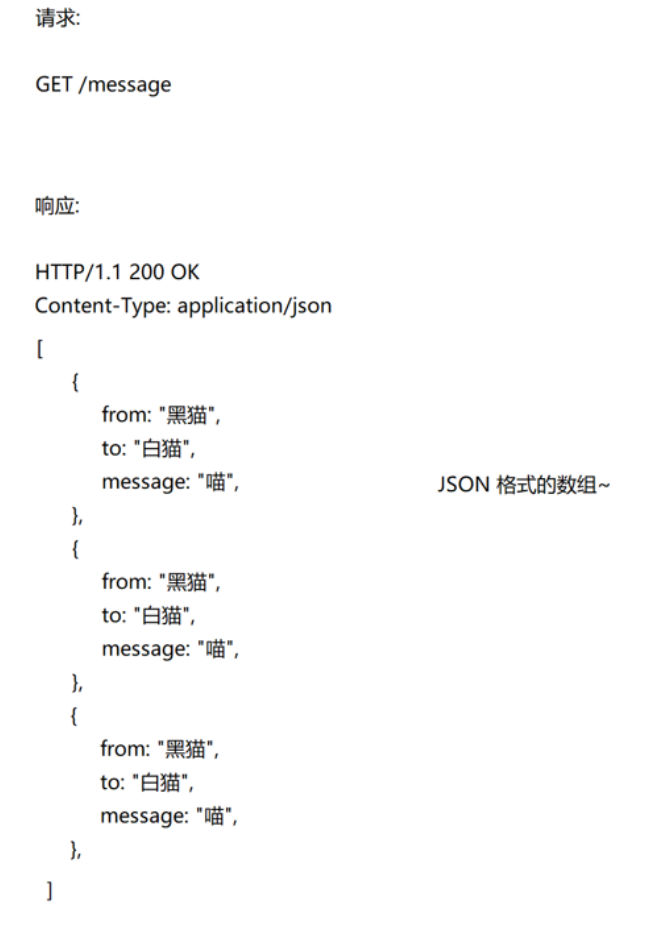 请求:
GET /message
响应:
HTTP/1.1 200 OK
Content-Type: application/json
[
{
from: "黑猫",
to: "白猫",
message: "喵",
JSON 格式的数组~
},
{
from: "黑猫",
to: "白猫",
message: "喵",
},
{
from: "黑猫",
to: "白猫",
message: "喵",
},
]